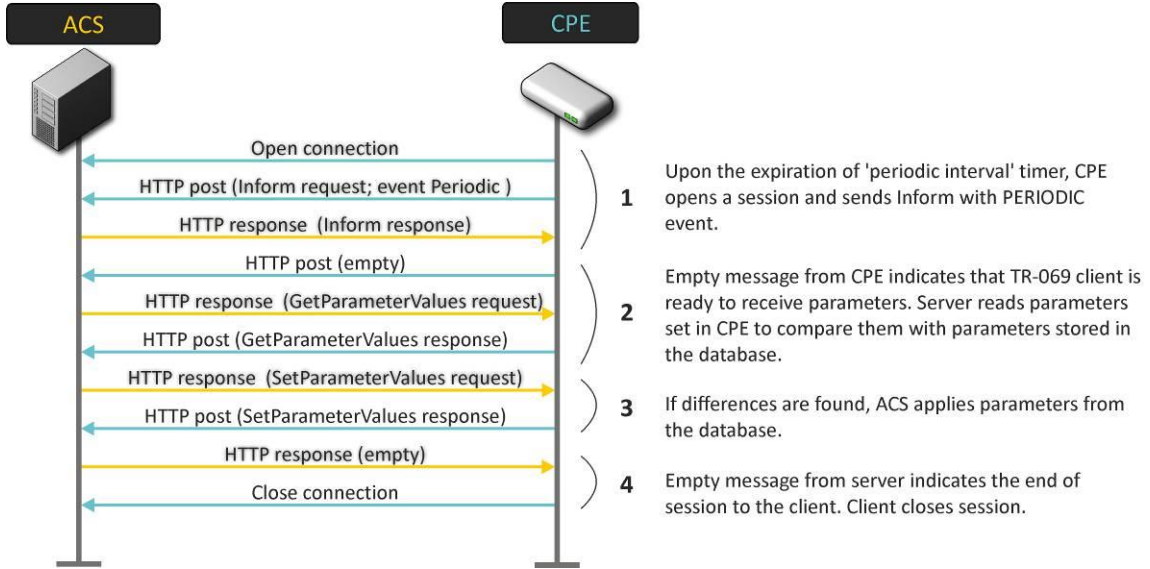 ACS
CPE
Open connection
HTTP post (Inform request; event Periodic )
HTTP response  (Inform response)
1
Upon the expiration of 'periodic interval' timer, CPE
opens a session and sends Inform with PERIODIC
event.
HTTP post (empty)
HTTP response  (GetParameterValues request)
HTTP post (GetParameterValues response)
2
Empty message from CPE indicates that TR-069 client is
ready to receive parameters. Server reads parameters
set in CPE to compare them with parameters stored in
the database.
HTTP response  (SetParameterValues request)
HTTP post (SetParameterValues response)
3
If differences are found, ACS applies parameters from
the database.
HTTP response (empty)
Close connection
4
Empty message from server indicates the end of
session to the client. Client closes session.